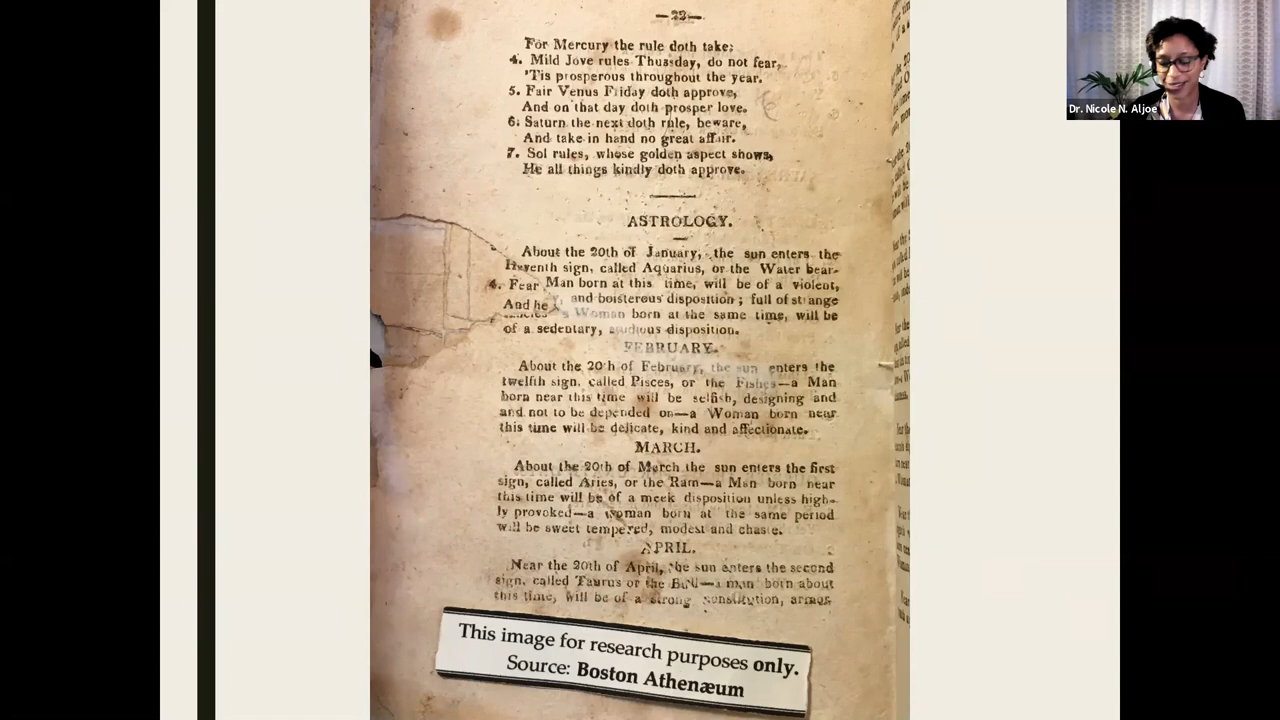 —22—
For Mercury the rule doth take;
4. Mild Jove rules Thursday, do not fear,
'Tis prosperous throughout the year.
5. Fair Venus Friday doth approve,
And on that day doth prosper love.
6. Saturn the next doth rule, beware,
And take in hand no great affair.
7. Sol rules, whose golden aspect shows,
He all things kindly doth approve.
ASTROLOGY.
About the 20th of January, the sun enters the
Eleventh sign, called Aquarius, or the Water bear-
4. Fear Man born at this time, will be of a violent,
And he and boisterous disposition; full of strange
Woman born at the same time, will be
of a sedentary, studious disposition.
FEBRUARY.
About the 20th of February, the sun enters the
twelfth sign, called Pisces, or the Fishes—a Man
born near this time will be selfish, designing and
and not to be depended on—a Woman born near
this time will be delicate, kind and affectionate.
MARCH.
About the 20th of March the sun enters the first
sign, called Aries, or the Ram—a Man born near
this time will be of a meek disposition unless high-
ly provoked—a woman born at the same period
will be sweet tempered, modest and chaste.
APRIL.
Near the 20th of April, the sun enters the second
sign, called Taurus or the Bull—a man born about
this time, will be of a strong constitution,
This image for research purposes only.
Source: Boston Athenæum
Dr. Nicole N. Aljoe